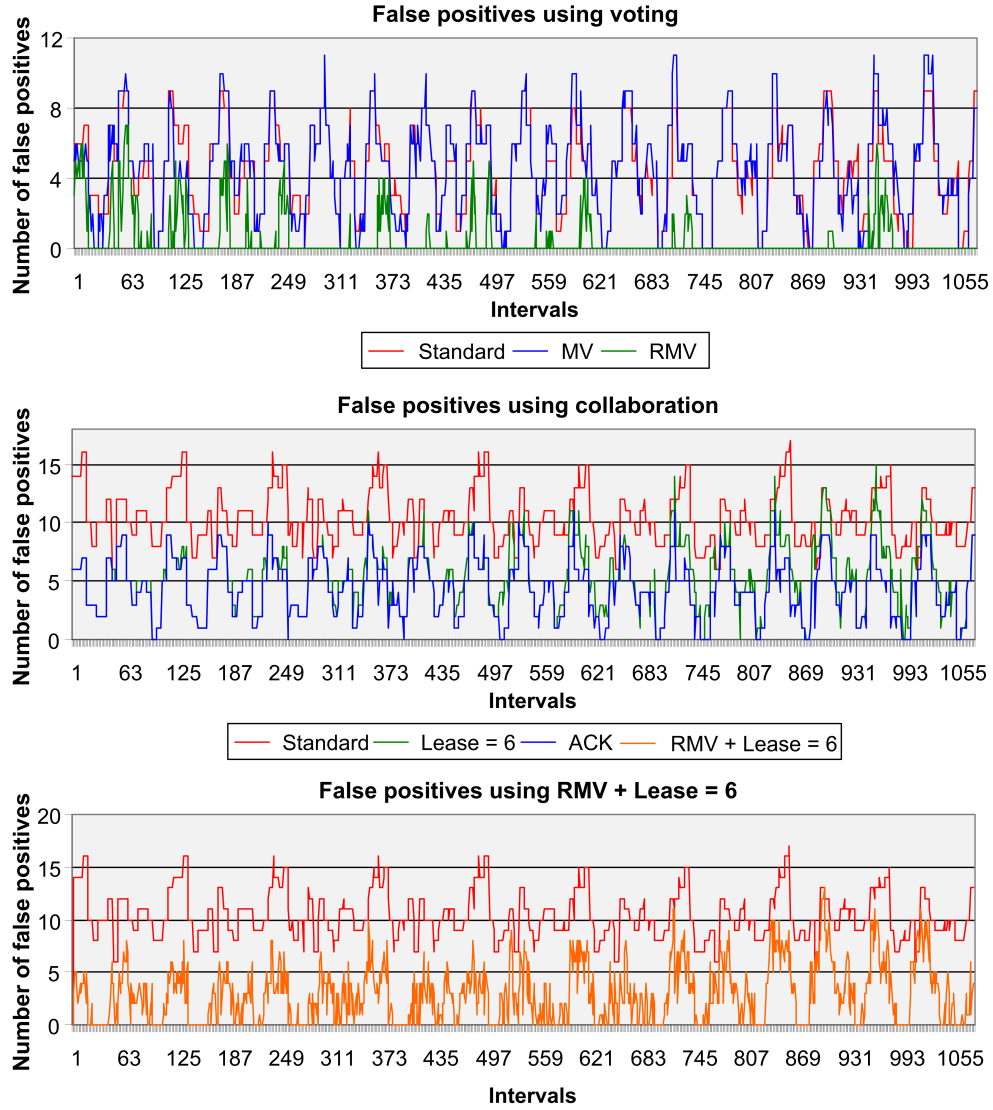 False positives using voting
Number of false positives
12
8
4
0
1 63 125 187 249 311 373 435 497 559 621 683 745 807 869 931 993 1055
Intervals
Standard MV RMV
False positives using collaboration
Number of false positives
15
10
5
0
1 63 125 187 249 311 373 435 497 559 621 683 745 807 869 931 993 1055
Intervals
Standard Lease = 6 ACK RMV + Lease = 6
False positives using RMV + Lease = 6
Number of false positives
20
15
10
5
0
1 63 125 187 249 311 373 435 497 559 621 683 745 807 869 931 993 1055
Intervals